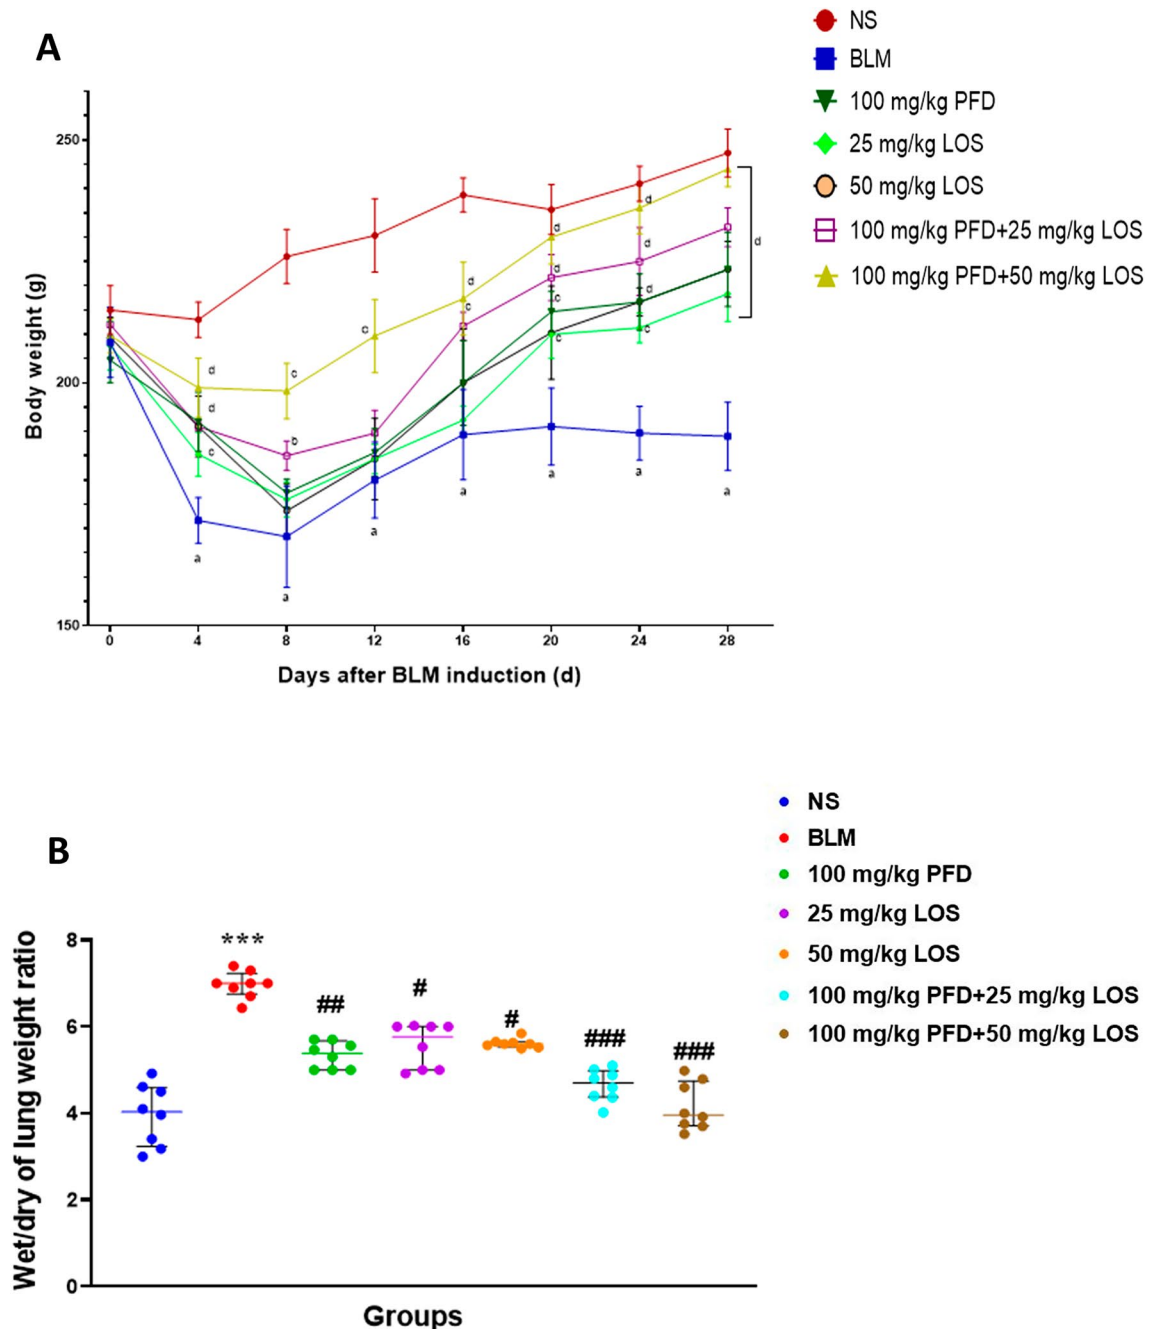 A
NS
BLM
100 mg/kg PFD
25 mg/kg LOS
50 mg/kg LOS
100 mg/kg PFD+25 mg/kg LOS
100 mg/kg PFD+50 mg/kg LOS
Body weight (g)
250
200
150
d
d
d
d
d
d
d
c
c
d
c
d
c
c
c
d
b
d
c
a
a
a
a
a
a
a
0 4 8 12 16 20 24 28
Days after BLM induction (d)
B
NS
BLM
100 mg/kg PFD
25 mg/kg LOS
50 mg/kg LOS
100 mg/kg PFD+25 mg/kg LOS
100 mg/kg PFD+50 mg/kg LOS
Wet/dry of lung weight ratio
8
6
4
2
0
***
##
#
#
###
###
Groups